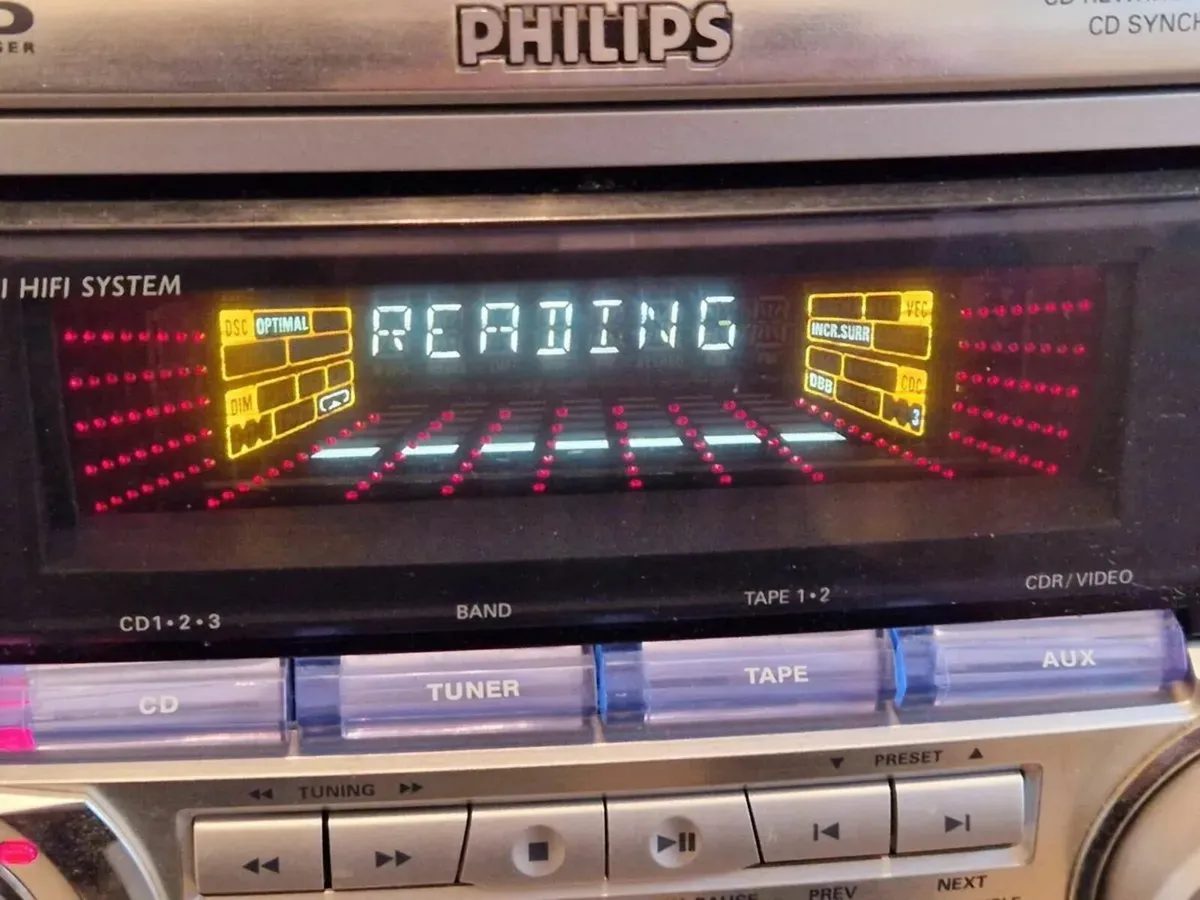 PHILIPS
CD SYNCH
HIFI SYSTEM
DSC OPTIMAL
DIM
READING
VEC
INCR.SURR
DBB CDC
3
CD1•2•3
BAND
TAPE 1•2
CDR/VIDEO
CD
TUNER
TAPE
AUX
TUNING
PRESET
PREV
NEXT